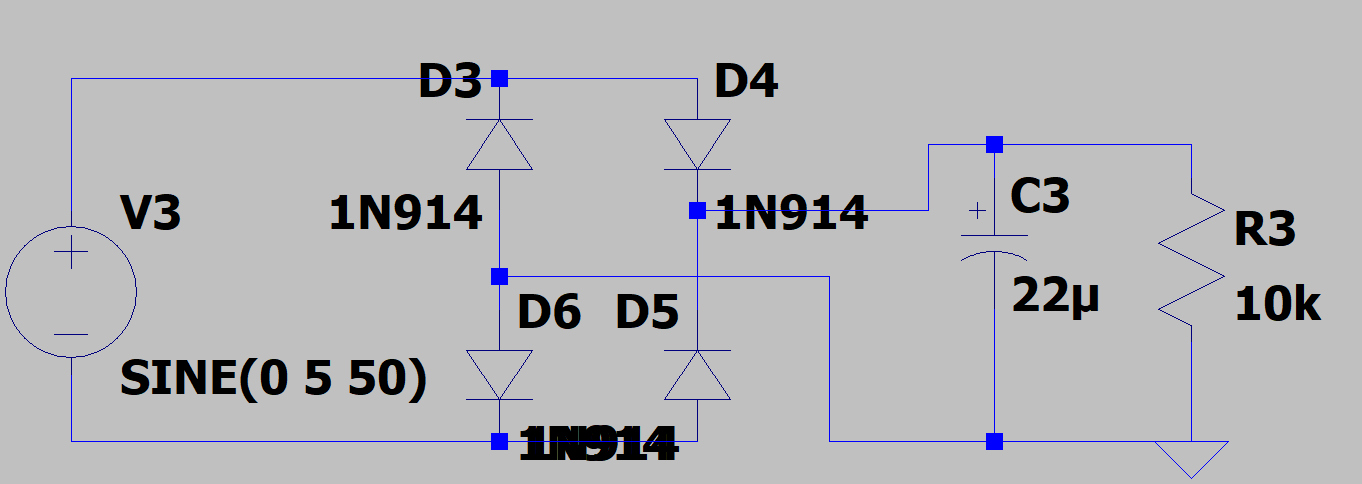 D3
D4
V3
1N914
1N914
C3
R3
D6
D5
22µ
10k
SINE(0 5 50)